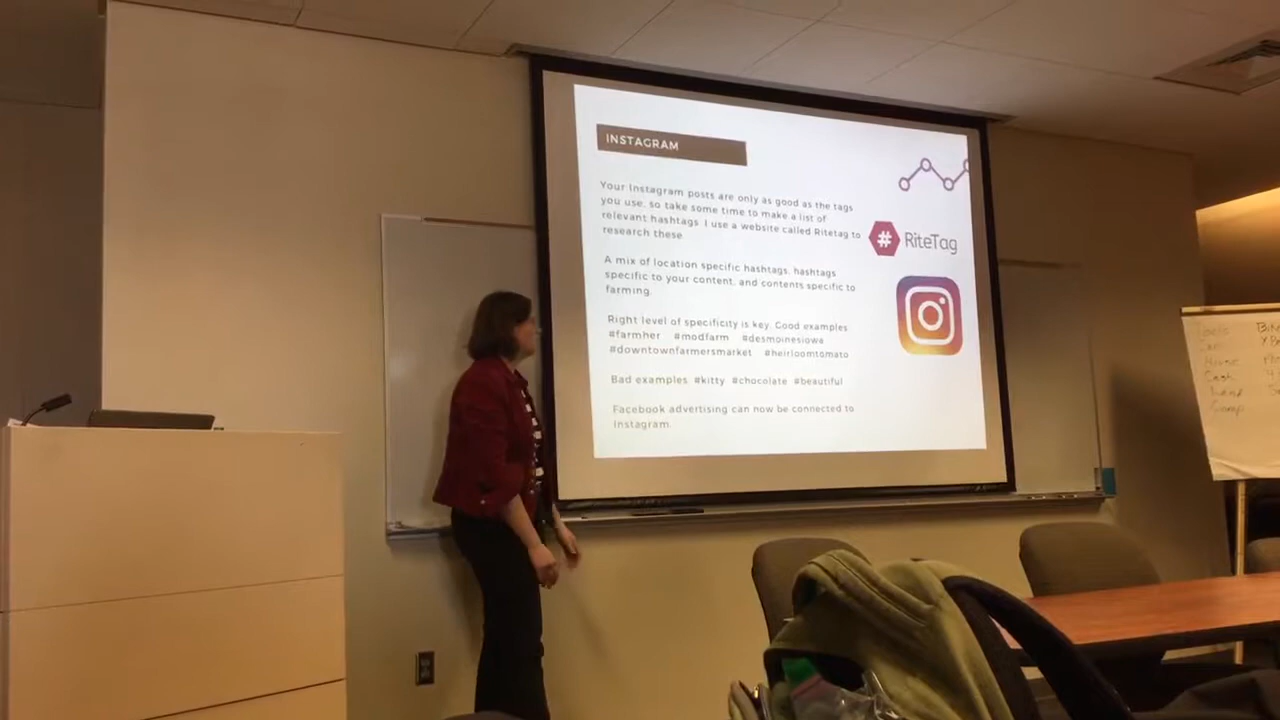 INSTAGRAM
Your Instagram posts are only as good as the tags
you use, so take some time to make a list of
relevant hashtags. I use a website called Ritetag to
research these.
A mix of location specific hashtags, hashtags
specific to your content, and contents specific to
farming.
Right level of specificity is key. Good examples
#farmher #modfarm #desmoinesiowa
#downtownfarmersmarket #heirloomtomato
Bad examples #kitty #chocolate #beautiful
Facebook advertising can now be connected to
Instagram.
# RiteTag